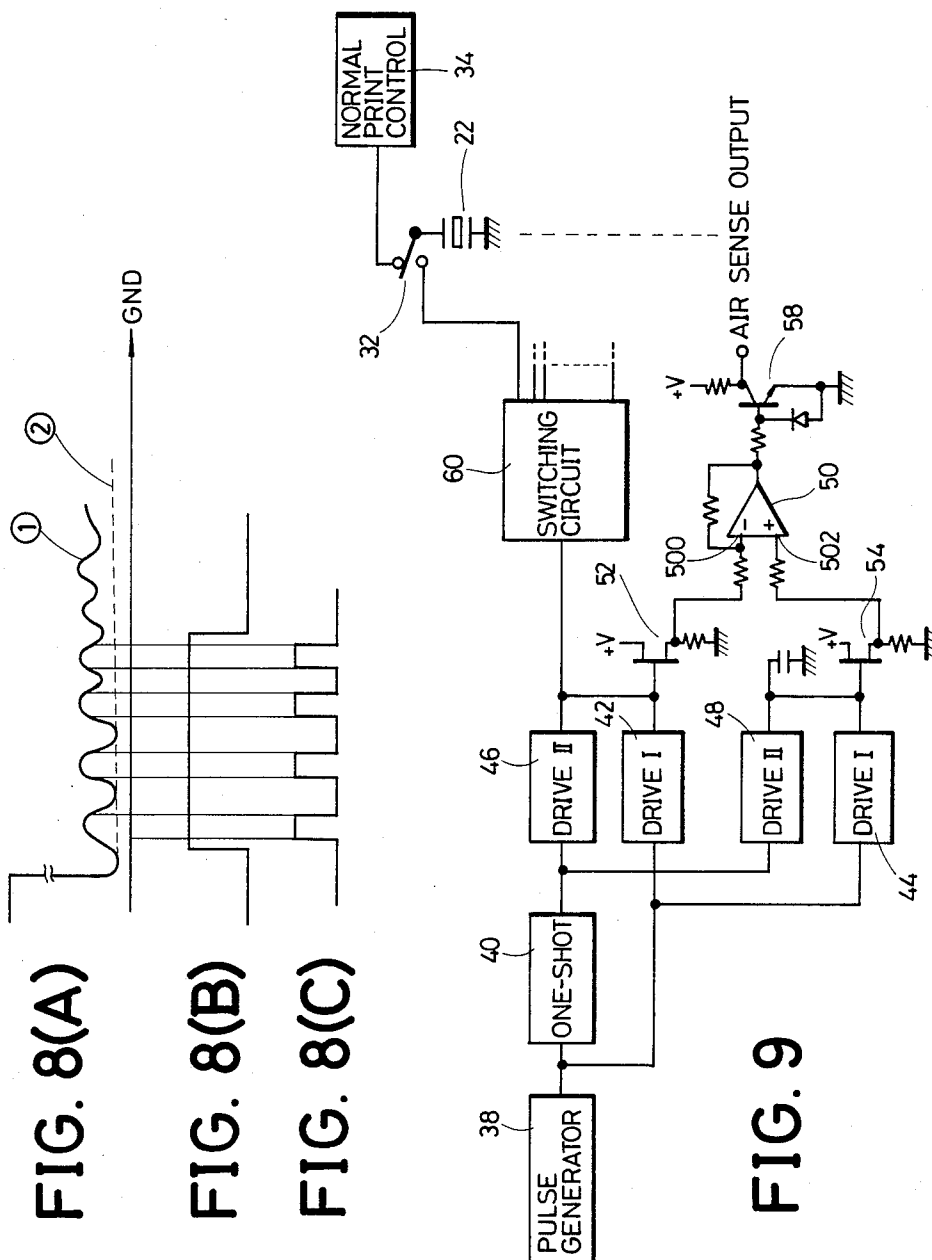 FIG. 8(A)
①
②
GND
FIG. 8(B)
FIG. 8(C)
FIG. 9
38
PULSE
GENERATOR
40
ONE-SHOT
46
DRIVE II
42
DRIVE I
48
DRIVE II
DRIVE I
44
60
SWITCHING
CIRCUIT
32
22
NORMAL
PRINT
CONTROL
34
+V
52
+V
54
500
502
-
+
50
+V
58
AIR SENSE OUTPUT